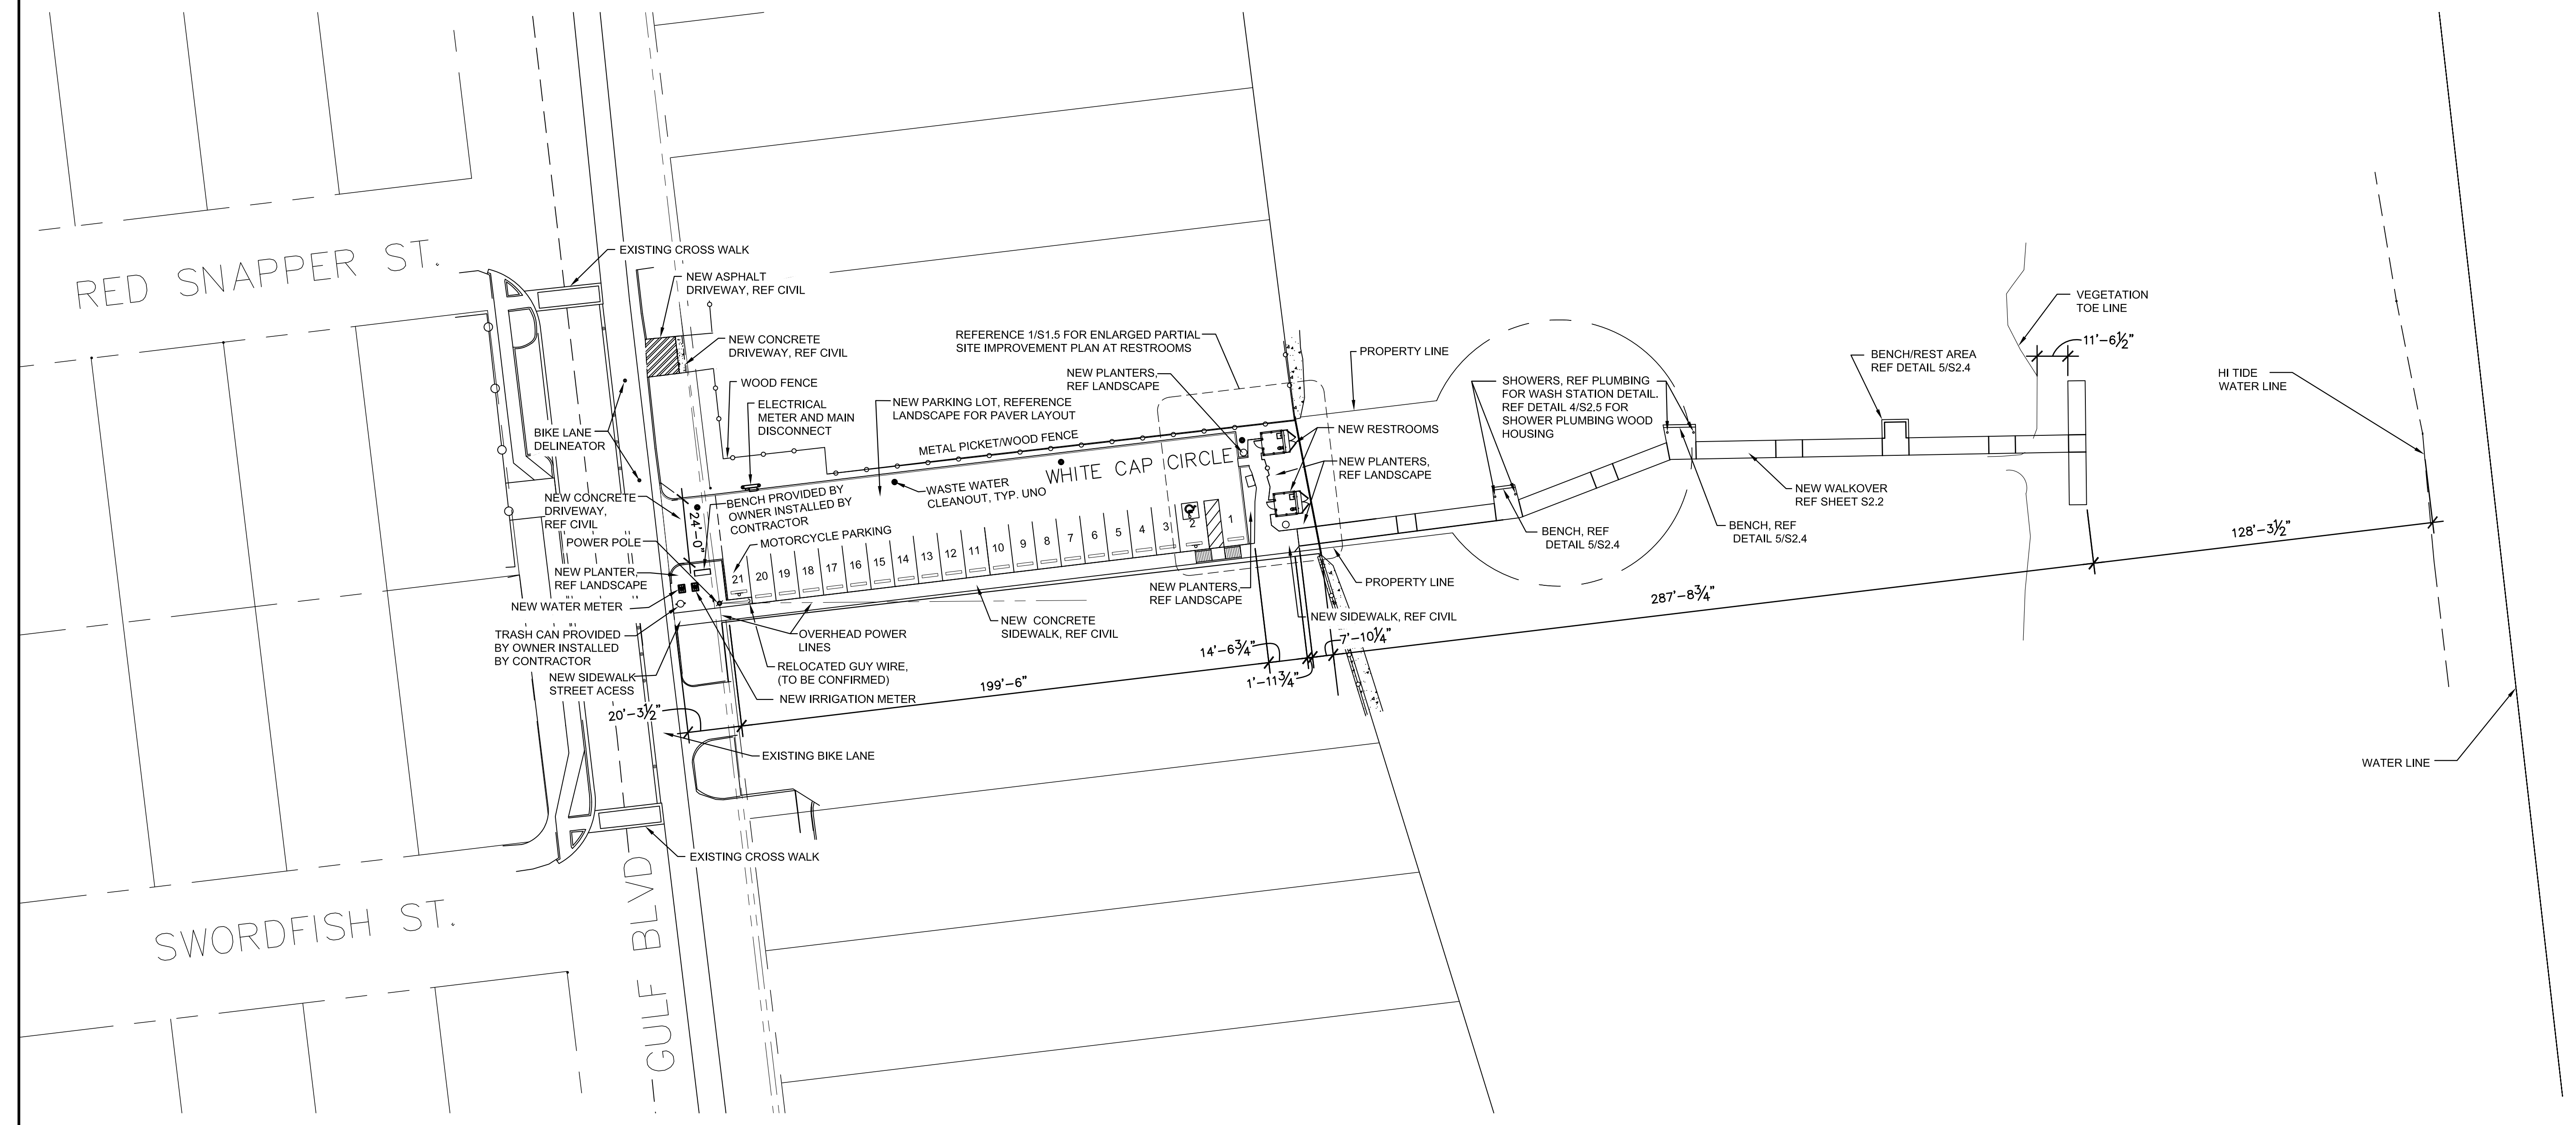 RED SNAPPER ST.
SWORDFISH ST.
GULF BLVD
EXISTING CROSS WALK
NEW ASPHALT
DRIVEWAY, REF CIVIL
NEW CONCRETE
DRIVEWAY, REF CIVIL
WOOD FENCE
ELECTRICAL
METER AND MAIN
DISCONNECT
BIKE LANE
DELINEATOR
NEW CONCRETE
DRIVEWAY,
REF CIVIL
24'-0"
BENCH PROVIDED BY
OWNER INSTALLED BY
CONTRACTOR
POWER POLE
MOTORCYCLE PARKING
NEW PLANTER,
REF LANDSCAPE
NEW WATER METER
TRASH CAN PROVIDED
BY OWNER INSTALLED
BY CONTRACTOR
NEW SIDEWALK
STREET ACESS
20'-3½"
EXISTING BIKE LANE
EXISTING CROSS WALK
OVERHEAD POWER
LINES
RELOCATED GUY WIRE,
(TO BE CONFIRMED)
NEW IRRIGATION METER
199'-6"
NEW PARKING LOT, REFERENCE
LANDSCAPE FOR PAVER LAYOUT
METAL PICKET/WOOD FENCE
WHITE CAP CIRCLE
WASTE WATER
CLEANOUT, TYP. UNO
21 20 19 18 17 16 15 14 13 12 11 10 9 8 7 6 5 4 3 2 1
NEW CONCRETE
SIDEWALK, REF CIVIL
REFERENCE 1/S1.5 FOR ENLARGED PARTIAL
SITE IMPROVEMENT PLAN AT RESTROOMS
NEW PLANTERS,
REF LANDSCAPE
PROPERTY LINE
NEW RESTROOMS
NEW PLANTERS,
REF LANDSCAPE
NEW PLANTERS,
REF LANDSCAPE
PROPERTY LINE
NEW SIDEWALK, REF CIVIL
14'-6¾"
1'-11¾"
7'-10¼"
SHOWERS, REF PLUMBING
FOR WASH STATION DETAIL.
REF DETAIL 4/S2.5 FOR
SHOWER PLUMBING WOOD
HOUSING
BENCH, REF
DETAIL 5/S2.4
BENCH, REF
DETAIL 5/S2.4
BENCH/REST AREA
REF DETAIL 5/S2.4
NEW WALKOVER
REF SHEET S2.2
VEGETATION
TOE LINE
11'-6½"
287'-8¾"
128'-3½"
HI TIDE
WATER LINE
WATER LINE